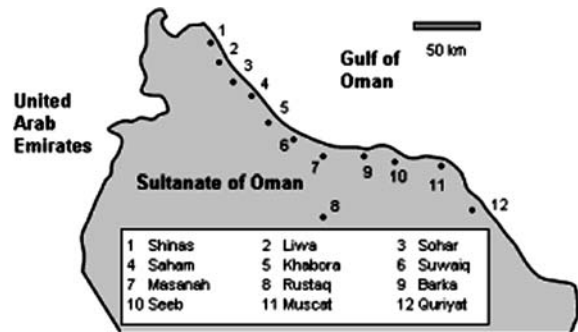 Gulf of
Oman
50 km
United
Arab
Emirates
Sultanate of Oman
1
2
3
4
5
6
7
8
9
10
11
12
1 Shinas 2 Liwa 3 Sohar
4 Saham 5 Khabora 6 Suwaiq
7 Masanah 8 Rustaq 9 Barka
10 Seeb 11 Muscat 12 Quriyat